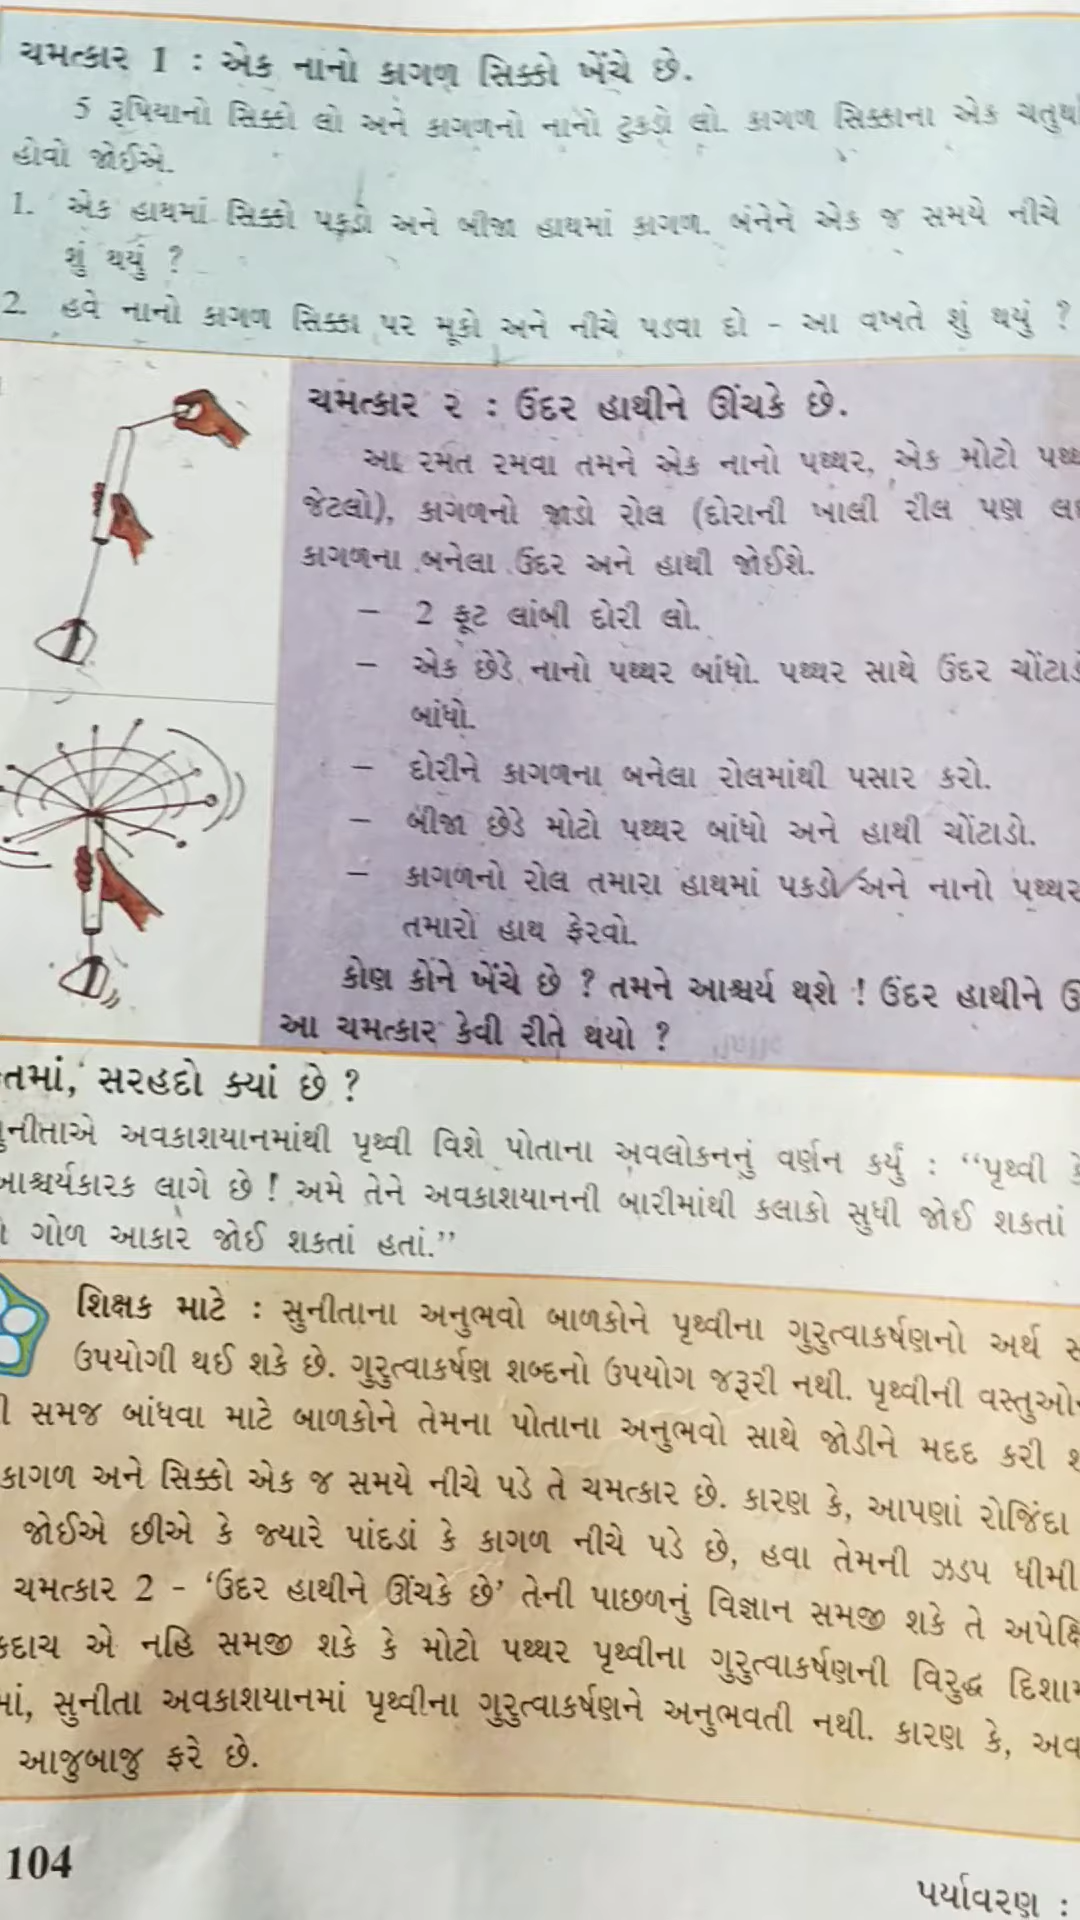 ચમત્કાર 1 : એક નાનો કાગળ સિક્કો ખેંચે છે.
5 રૂપિયાનો સિક્કો લો અને કાગળનો નાનો ટુકડો લો. કાગળ સિક્કાના એક
હોવો જોઈએ.
1. એક હાથમાં સિક્કો પકડો અને બીજા હાથમાં કાગળ. બંનેને એક જ સમયે નીચે
શું થયું ?
2. હવે નાનો કાગળ સિક્કા પર મૂકો અને નીચે પડવા દો - આ વખતે શું થયું ?
ચમત્કાર ૨ : ઉંદર હાથીને ઊંચકે છે.
આ રમત રમવા તમને એક નાનો પથ્થર, એક મોટો
જેટલો), કાગળનો જાડો રોલ (દોરાની ખાલી રીલ પણ
કાગળના બનેલા ઉંદર અને હાથી જોઈશે.
– 2 ફૂટ લાંબી દોરી લો.
– એક છેડે નાનો પથ્થર બાંધો. પથ્થર સાથે ઉંદર
બાંધો.
– દોરીને કાગળના બનેલા રોલમાંથી પસાર કરો.
– બીજા છેડે મોટો પથ્થર બાંધો અને હાથી ચોંટાડો.
– કાગળનો રોલ તમારા હાથમાં પકડો અને નાનો પથ્થર
તમારો હાથ ફેરવો.
કોણ કોને ખેંચે છે ? તમને આશ્ચર્ય થશે ! ઉંદર હાથીને
આ ચમત્કાર કેવી રીતે થયો ?
સરહદો ક્યાં છે ?
અવકાશયાનમાંથી પૃથ્વી વિશે પોતાના અવલોકનનું વર્ણન કર્યું : “પૃથ્વી
આશ્ચર્યકારક લાગે છે ! અમે તેને અવકાશયાનની બારીમાંથી કલાકો સુધી જોઈ શકતાં
ગોળ આકાર જોઈ શકતાં હતાં.”
શિક્ષક માટે : સુનીતાના અનુભવો બાળકોને પૃથ્વીના ગુરુત્વાકર્ષણનો અર્થ
ઉપયોગી થઈ શકે છે. ગુરુત્વાકર્ષણ શબ્દનો ઉપયોગ જરૂરી નથી. પૃથ્વીની
સમજ બાંધવા માટે બાળકોને તેમના પોતાના અનુભવો સાથે જોડીને મદદ કરી
કાગળ અને સિક્કો એક જ સમયે નીચે પડે તે ચમત્કાર છે. કારણ કે, આપણાં રોજિંદા
જોઈએ છીએ કે જ્યારે પાંદડાં કે કાગળ નીચે પડે છે, હવા તેમની ઝડપ ધીમી
ચમત્કાર 2 - ‘ઉંદર હાથીને ઊંચકે છે’ તેની પાછળનું વિજ્ઞાન સમજી શકે તે
કદાચ એ નહિ સમજી શકે કે મોટો પથ્થર પૃથ્વીના ગુરુત્વાકર્ષણની વિરુદ્ધ
સુનીતા અવકાશયાનમાં પૃથ્વીના ગુરુત્વાકર્ષણને અનુભવતી નથી. કારણ કે,
આજુબાજુ ફરે છે.
104
પર્યાવરણ :